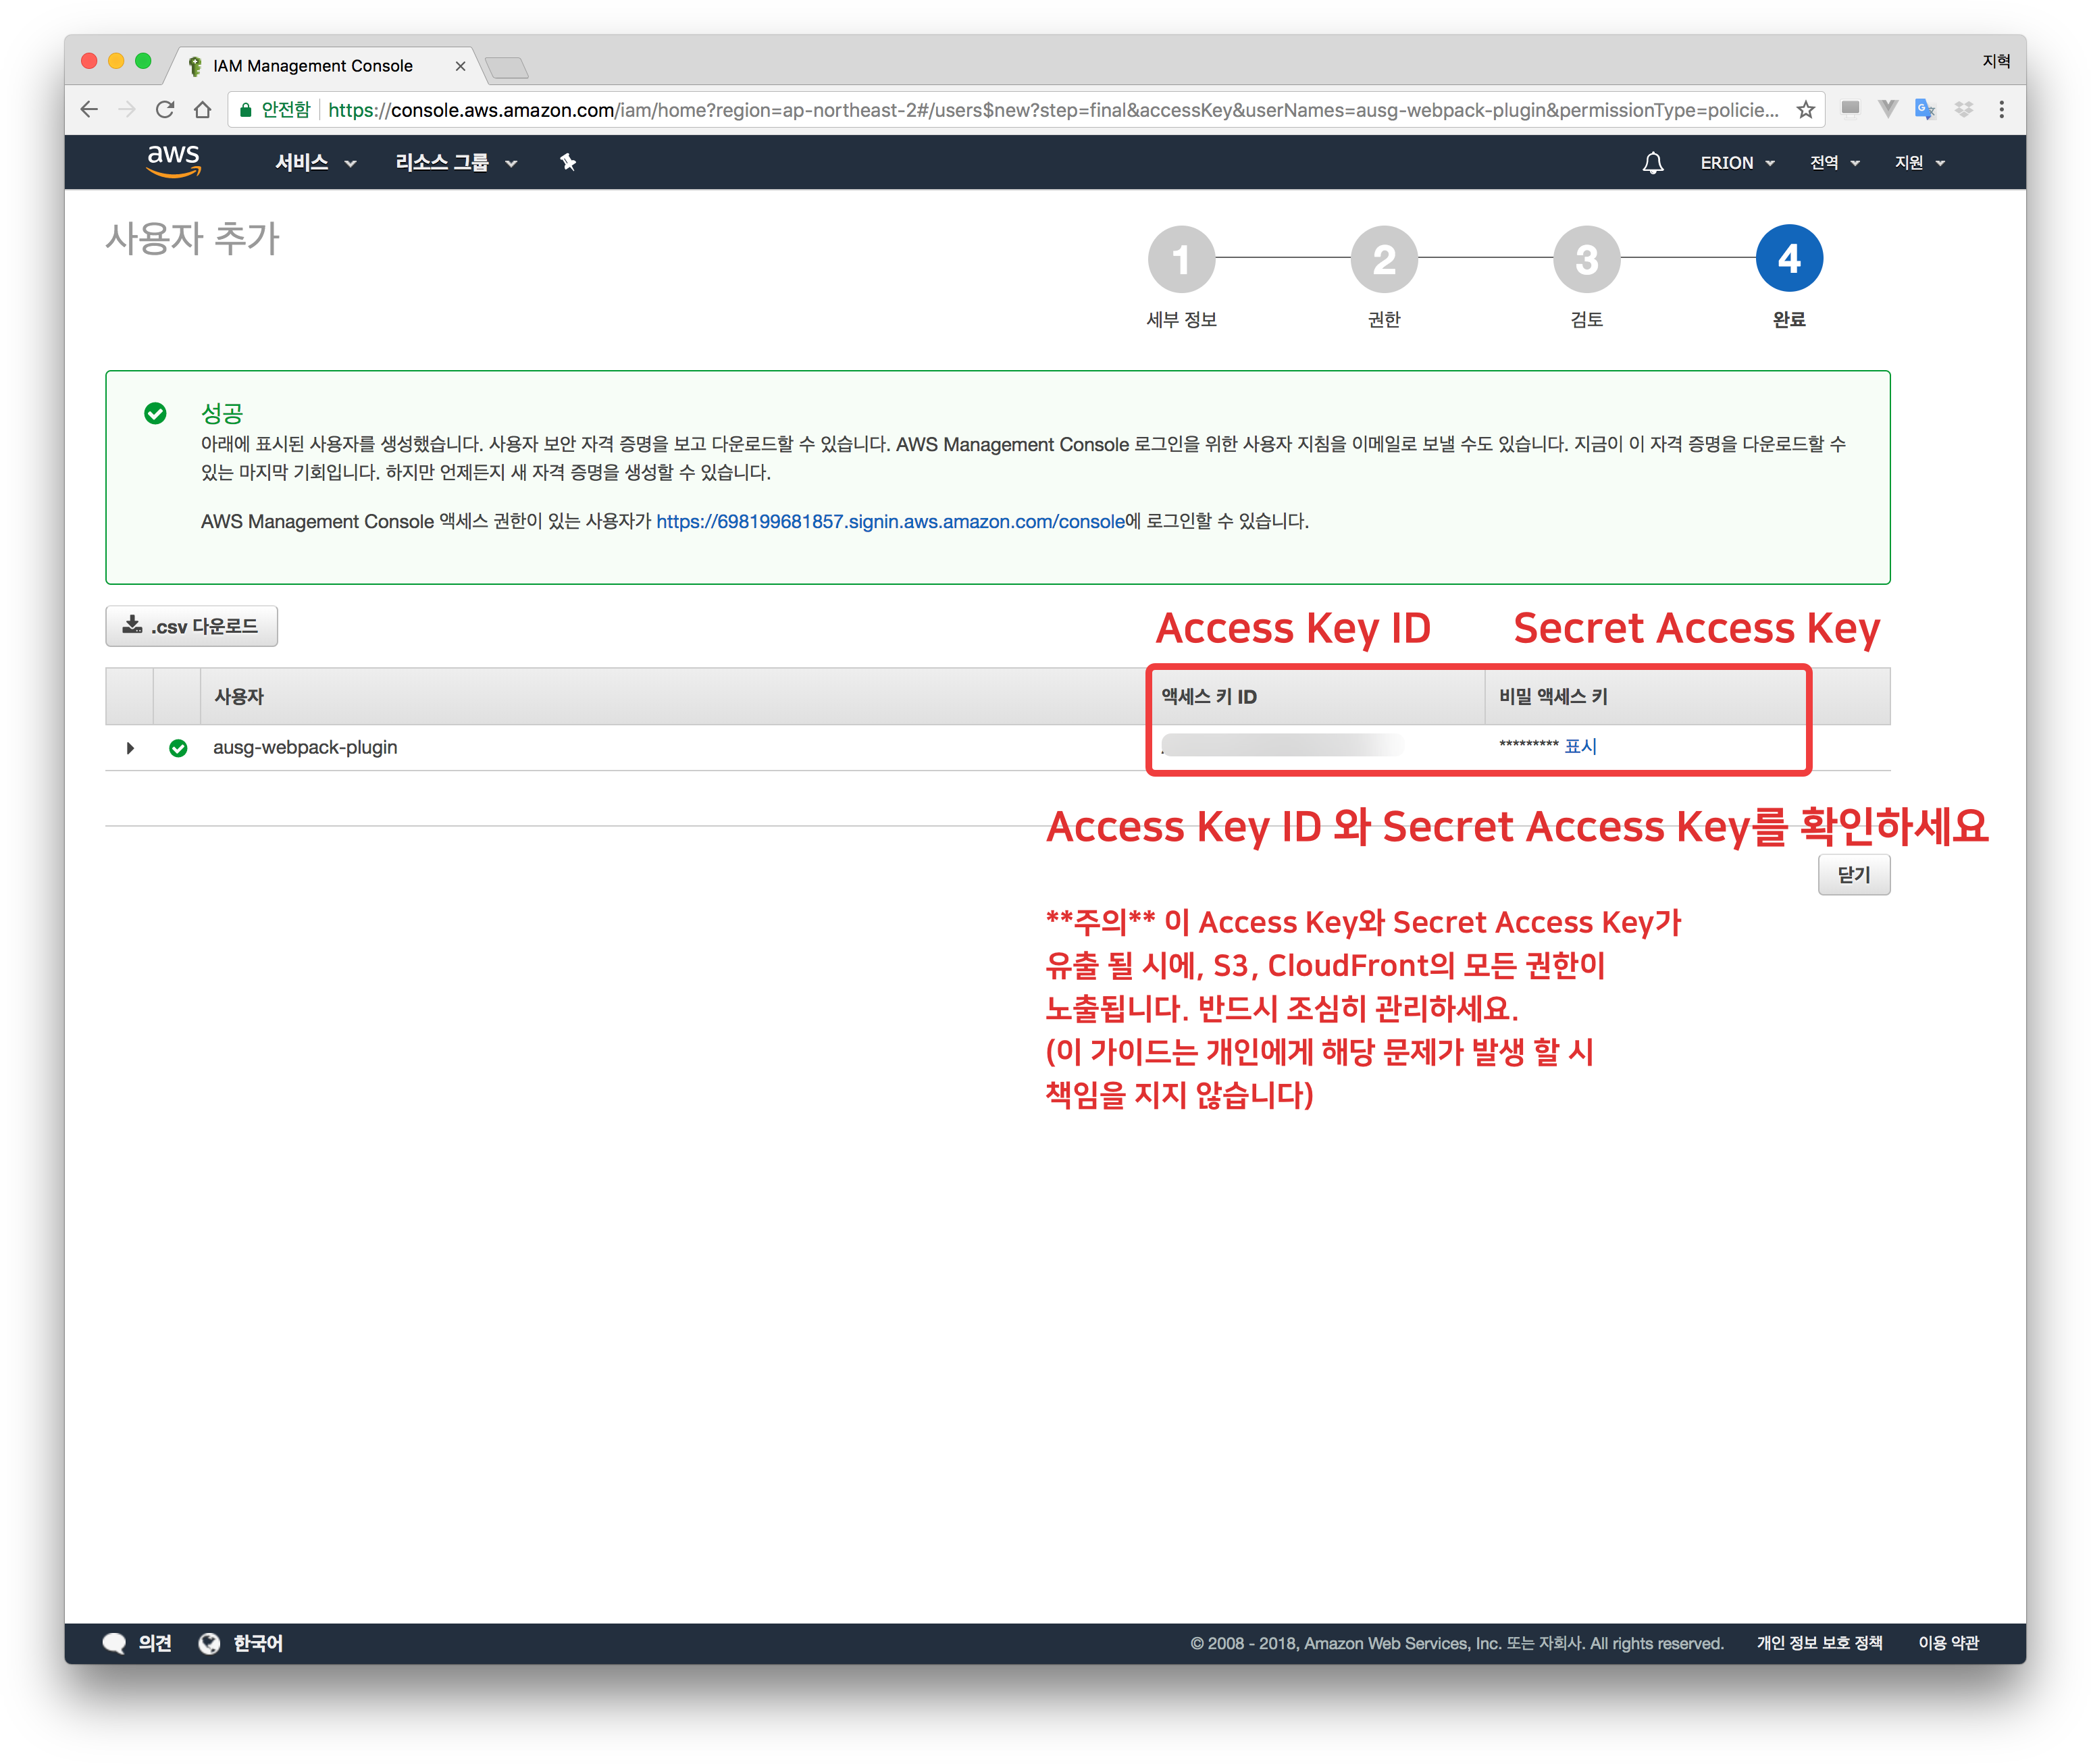 IAM Management Console
지혁
안전함 https://console.aws.amazon.com/iam/home?region=ap-northeast-2#/users$new?step=final&accessKey&userNames=ausg-webpack-plugin&permissionType=policie...
aws 서비스 리소스 그룹 ERION 전역 지원
사용자 추가
1 2 3 4
세부 정보 권한 검토 완료
성공
아래에 표시된 사용자를 생성했습니다. 사용자 보안 자격 증명을 보고 다운로드할 수 있습니다. AWS Management Console 로그인을 위한 사용자 지침을 이메일로 보낼 수도 있습니다. 지금이 이 자격 증명을 다운로드할 수
있는 마지막 기회입니다. 하지만 언제든지 새 자격 증명을 생성할 수 있습니다.
AWS Management Console 액세스 권한이 있는 사용자가 https://698199681857.signin.aws.amazon.com/console에 로그인할 수 있습니다.
.csv 다운로드
Access Key ID Secret Access Key
사용자 액세스 키 ID 비밀 액세스 키
ausg-webpack-plugin ********* 표시
Access Key ID 와 Secret Access Key를 확인하세요
닫기
**주의** 이 Access Key와 Secret Access Key가
유출 될 시에, S3, CloudFront의 모든 권한이
노출됩니다. 반드시 조심히 관리하세요.
(이 가이드는 개인에게 해당 문제가 발생 할 시
책임을 지지 않습니다)
의견 한국어 © 2008 - 2018, Amazon Web Services, Inc. 또는 자회사. All rights reserved. 개인 정보 보호 정책 이용 약관